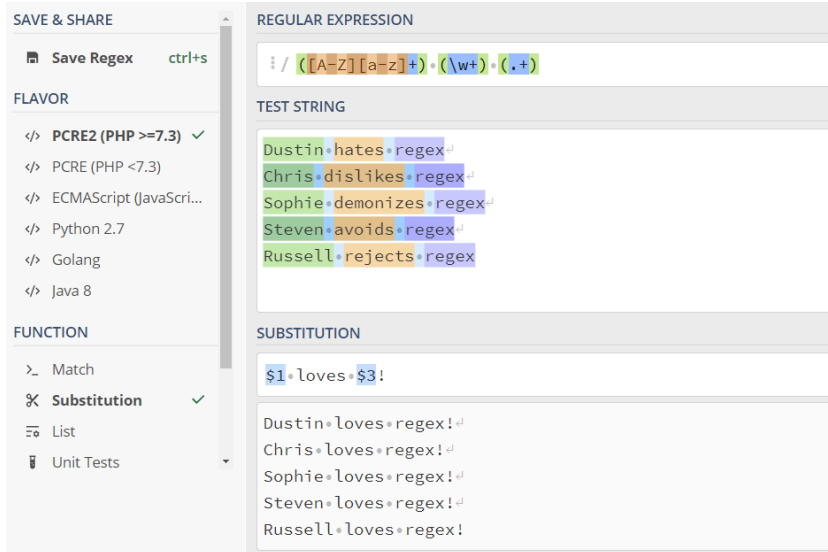 SAVE & SHARE
Save Regex ctrl+s
FLAVOR
</> PCRE2 (PHP >=7.3)
</> PCRE (PHP <7.3)
</> ECMAScript (JavaScri...
</> Python 2.7
</> Golang
</> Java 8
FUNCTION
>_ Match
Substitution
List
Unit Tests
REGULAR EXPRESSION
/ ([A-Z][a-z]+)·(\w+)·(.+)
TEST STRING
Dustin·hates·regex↵
Chris·dislikes·regex↵
Sophie·demonizes·regex↵
Steven·avoids·regex↵
Russell·rejects·regex
SUBSTITUTION
$1·loves·$3!
Dustin·loves·regex!↵
Chris·loves·regex!↵
Sophie·loves·regex!↵
Steven·loves·regex!↵
Russell·loves·regex!